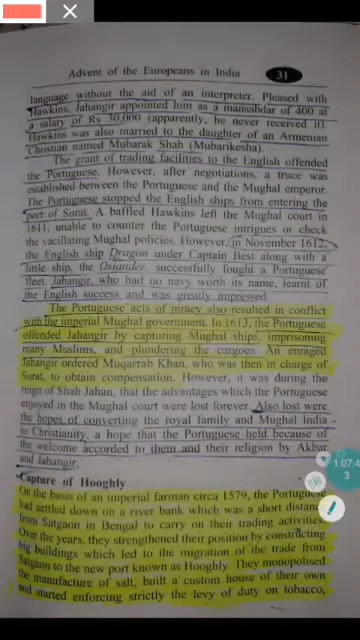 Advent of the Europeans in India 31
language without the aid of an interpreter. Pleased with
Hawkins, Jahangir appointed him as a mansabdar of 400 at
a salary of Rs 30,000 (apparently, he never received it).
Hawkins was also married to the daughter of an Armenian
Christian named Mubarak Shah (Mubarikesha).
The grant of trading facilities to the English offended
the Portuguese. However, after negotiations, a truce was
established between the Portuguese and the Mughal emperor.
The Portuguese stopped the English ships from entering the
port of Surat. A baffled Hawkins left the Mughal court in
1611, unable to counter the Portuguese intrigues or check
the vacillating Mughal policies. However, in November 1612,
the English ship Dragon under Captain Best along with a
little ship, the Osiander, successfully fought a Portuguese
fleet. Jahangir, who had no navy worth its name, learnt of
the English success and was greatly impressed.
The Portuguese acts of piracy also resulted in conflict
with the imperial Mughal government. In 1613, the Portuguese
offended Jahangir by capturing Mughal ships, imprisoning
many Muslims, and plundering the cargoes. An enraged
Jahangir ordered Muqarrab Khan, who was then in charge of
Surat, to obtain compensation. However, it was during the
reign of Shah Jahan, that the advantages which the Portuguese
enjoyed in the Mughal court were lost forever. Also lost were
the hopes of converting the royal family and Mughal India
to Christianity, a hope that the Portuguese held because of
the welcome accorded to them and their religion by Akbar
and Jahangir.
Capture of Hooghly
On the basis of an imperial farman circa 1579, the Portuguese
had settled down on a river bank which was a short distance
from Satgaon in Bengal to carry on their trading activities.
Over the years, they strengthened their position by constructing
big buildings which led to the migration of the trade from
Satgaon to the new port known as Hooghly. They monopolised
the manufacture of salt, built a custom house of their own
and started enforcing strictly the levy of duty on tobacco,
1:07:4
3